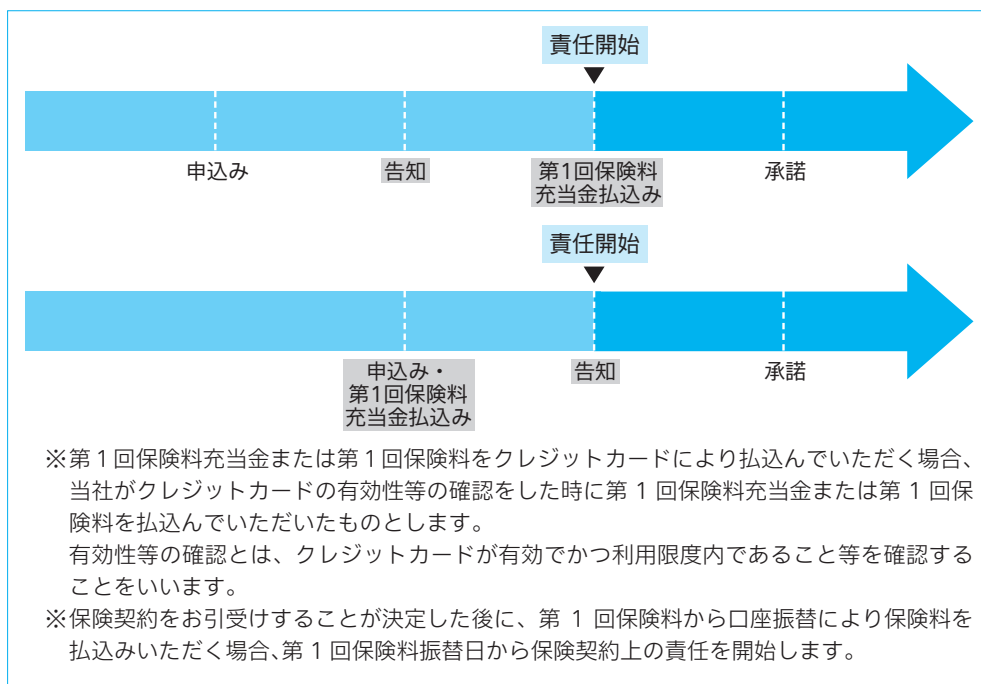 責任開始
申込み
告知
第1回保険料
充当金払込み
承諾
責任開始
申込み・
第1回保険料
充当金払込み
告知
承諾
※第1回保険料充当金または第1回保険料をクレジットカードにより払込んでいただく場合、
当社がクレジットカードの有効性等の確認をした時に第 1 回保険料充当金または第 1 回保
険料を払込んでいただいたものとします。
有効性等の確認とは、クレジットカードが有効でかつ利用限度内であること等を確認する
ことをいいます。
※保険契約をお引受けすることが決定した後に、第 1 回保険料から口座振替により保険料を
払込みいただく場合、第 1 回保険料振替日から保険契約上の責任を開始します。